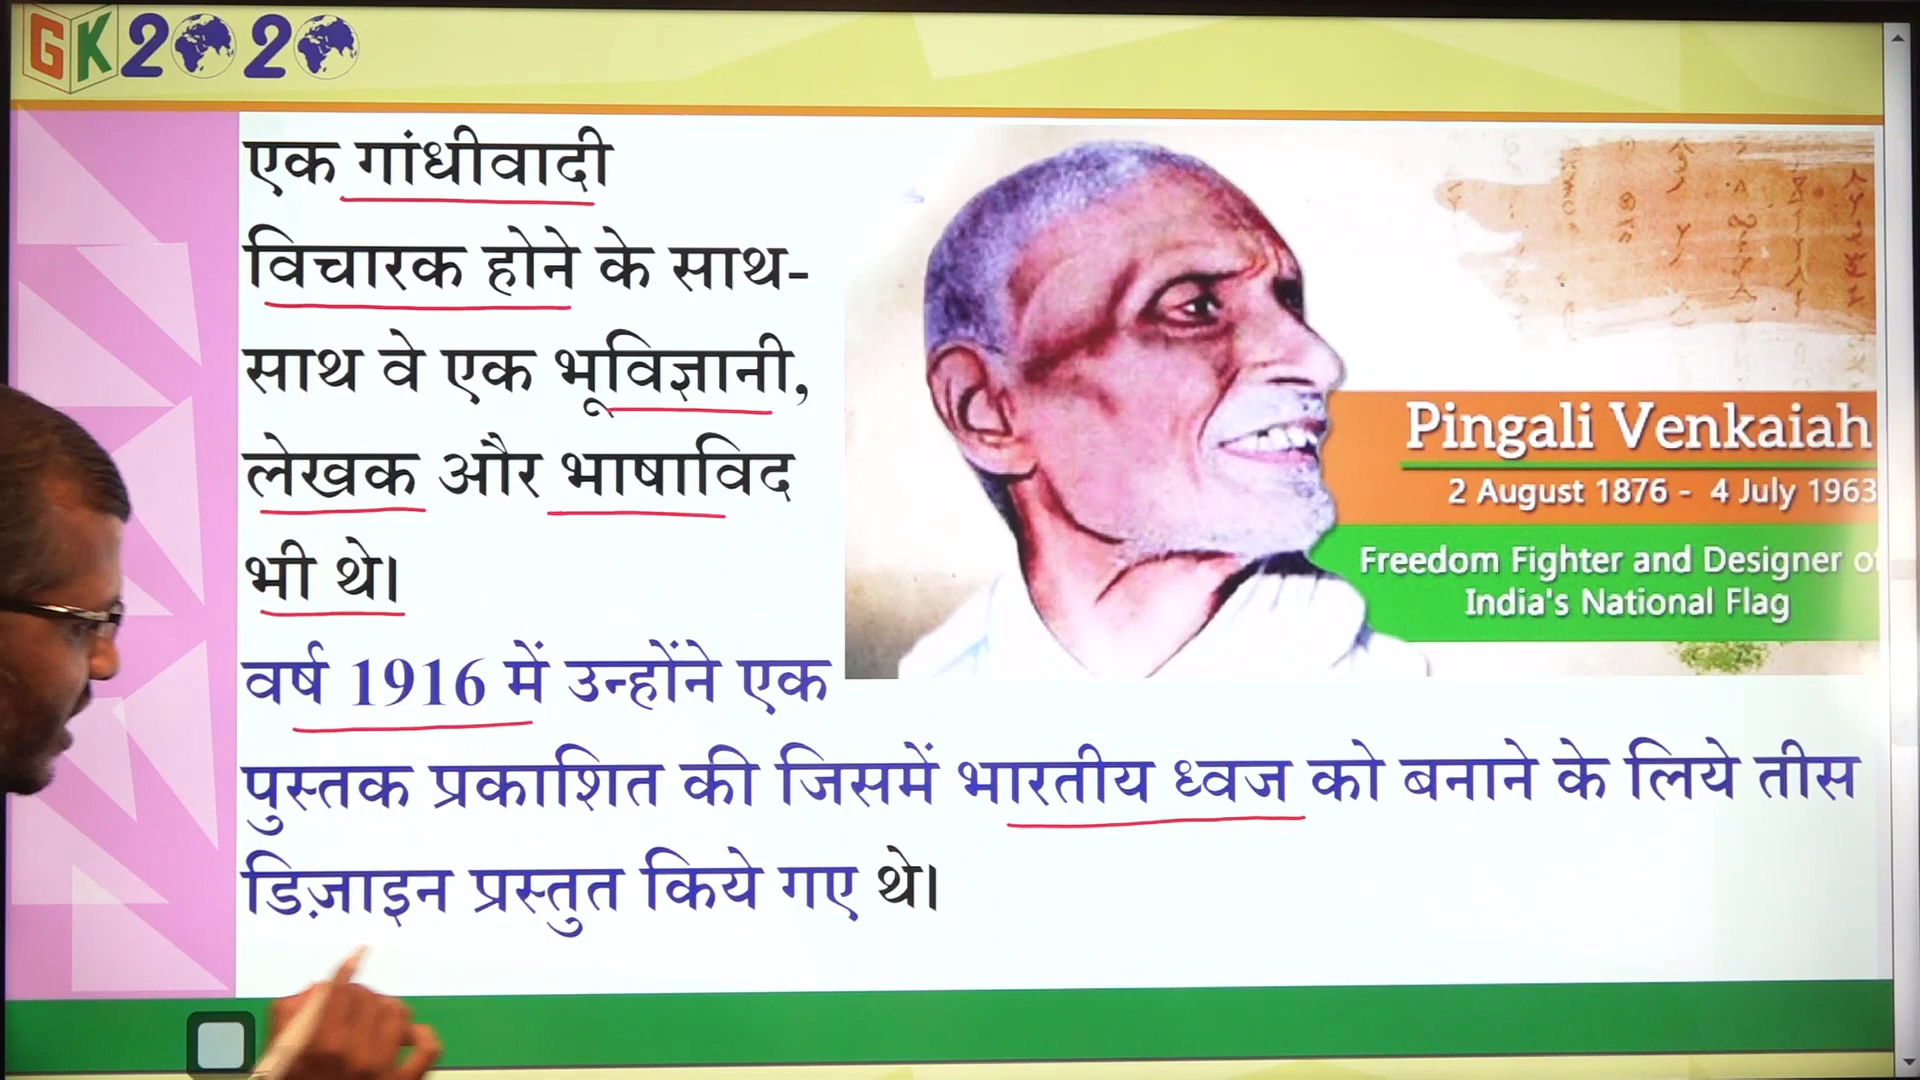 GK2020
एक गांधीवादी
विचारक होने के साथ-
साथ वे एक भूविज्ञानी,
लेखक और भाषाविद
भी थे।
वर्ष 1916 में उन्होंने एक
पुस्तक प्रकाशित की जिसमें भारतीय ध्वज को बनाने के लिये तीस
डिज़ाइन प्रस्तुत किये गए थे।
Pingali Venkaiah
2 August 1876 - 4 July 1963
Freedom Fighter and Designer of
India's National Flag